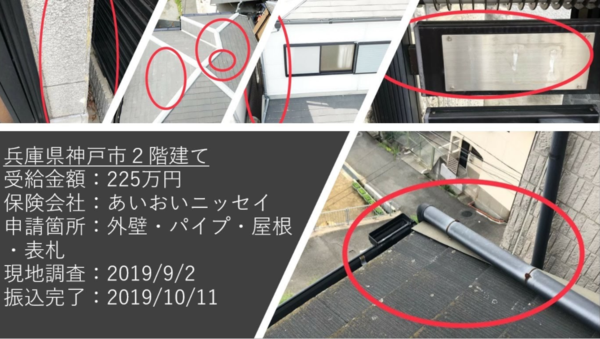 兵庫県神戸市２階建て
受給金額：225万円
保険会社：あいおいニッセイ
申請箇所：外壁・パイプ・屋根
・表札
現地調査：2019/9/2
振込完了：2019/10/11